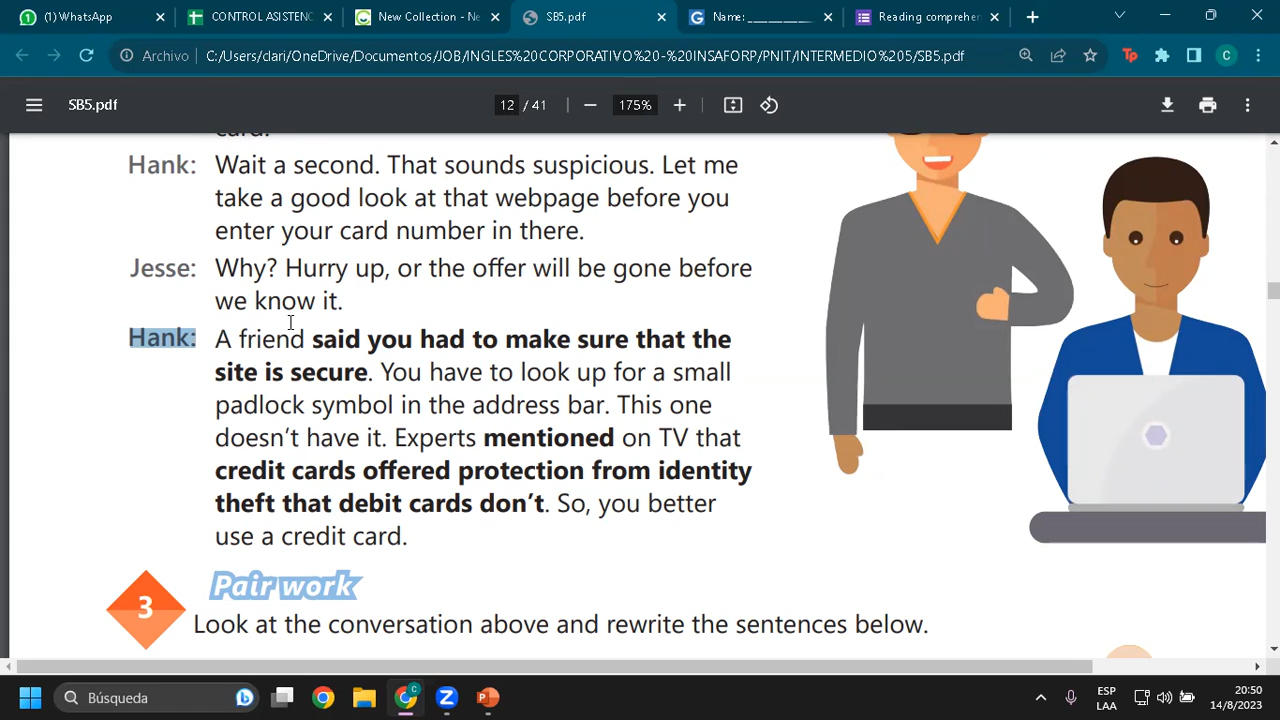 (1) WhatsApp
CONTROL ASISTENC
New Collection - Ne
SB5.pdf
Name: ___________
Reading comprehen
Archivo
C:/Users/clari/OneDrive/Documentos/JOB/INGLES%20CORPORATIVO%20-%20INSAFORP/PNIT/INTERMEDIO%205/SB5.pdf
SB5.pdf
12 / 41
175%
card.
Hank: Wait a second. That sounds suspicious. Let me
take a good look at that webpage before you
enter your card number in there.
Jesse: Why? Hurry up, or the offer will be gone before
we know it.
Hank: A friend said you had to make sure that the
site is secure. You have to look up for a small
padlock symbol in the address bar. This one
doesn't have it. Experts mentioned on TV that
credit cards offered protection from identity
theft that debit cards don't. So, you better
use a credit card.
3
Pair work
Look at the conversation above and rewrite the sentences below.
Búsqueda
ESP
LAA
20:50
14/8/2023